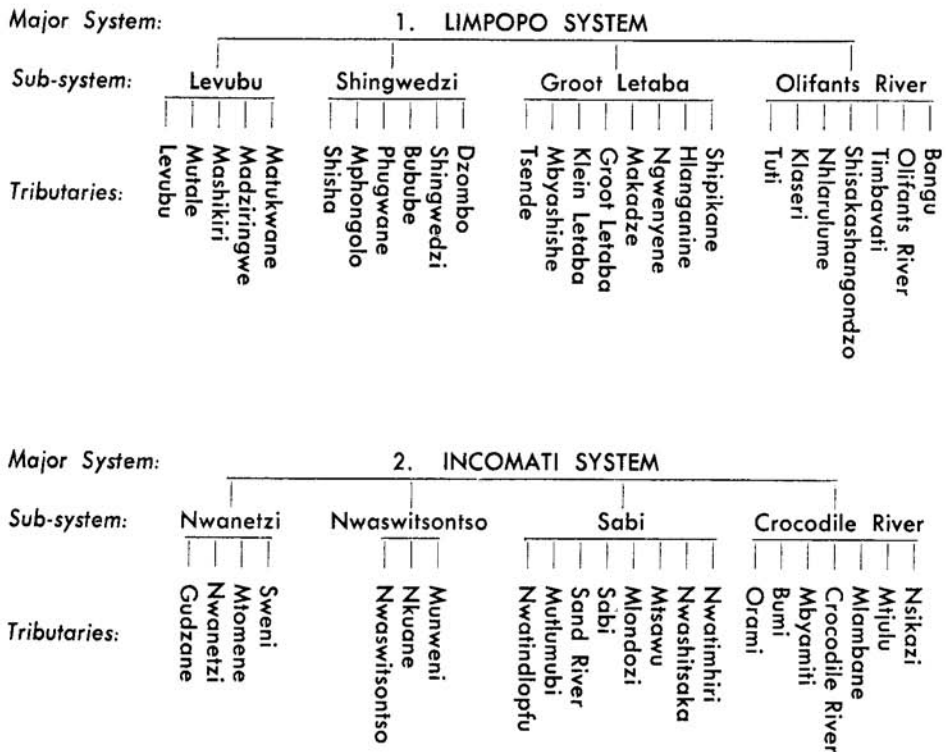 Major System: 1. LIMPOPO SYSTEM
Sub-system: Levubu Shingwedzi Groot Letaba Olifants River
Tributaries:
Levubu
Mutale
Mashikiri
Madziringwe
Matukwane
Shisha
Mphongolo
Phugwane
Bubube
Shingwedzi
Dzombo
Tsende
Mbyashishe
Klein Letaba
Groot Letaba
Makadze
Ngwenyene
Hlanganine
Shipikane
Tuti
Klaseri
Nhlarulume
Shisakashangondzo
Timbavati
Olifants River
Bangu
Major System: 2. INCOMATI SYSTEM
Sub-system: Nwanetzi Nwaswitsontso Sabi Crocodile River
Tributaries:
Gudzane
Nwanetzi
Mtomene
Sweni
Nwaswitsontso
Nkuane
Munweni
Nwatindlopfu
Mutlumubi
Sand River
Sabi
Mlondozi
Mtsawu
Nwashitsaka
Nwatimhiri
Orami
Bumi
Mbyamiti
Crocodile River
Mlambane
Mtjulu
Nsikazi